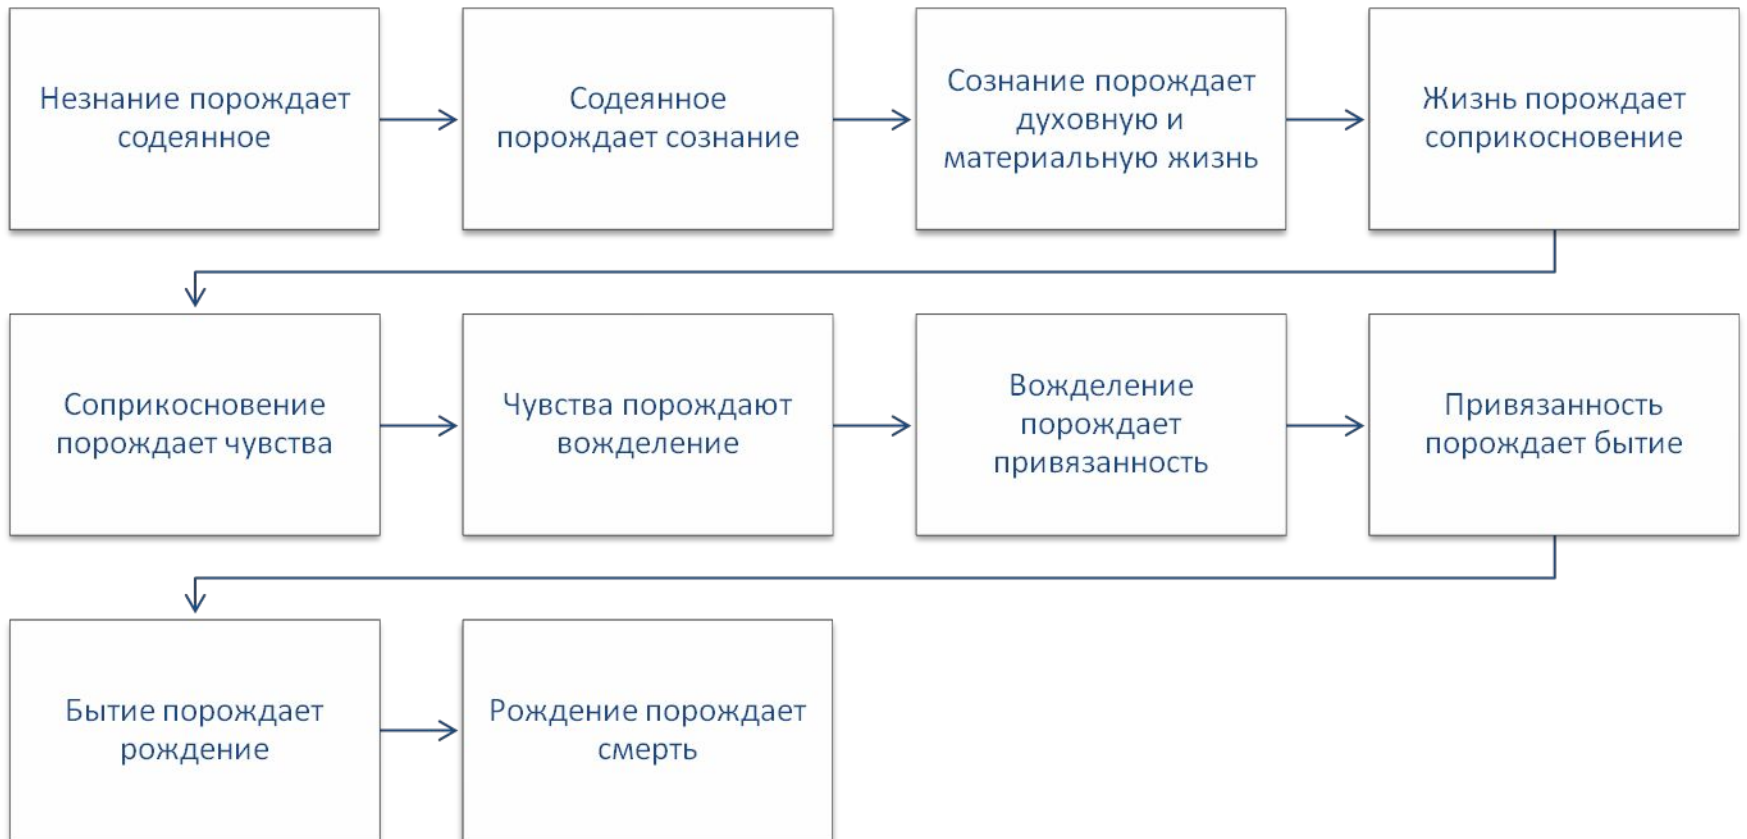 Незнание порождает
содеянное
Содеянное
порождает сознание
Сознание порождает
духовную и
материальную жизнь
Жизнь порождает
соприкосновение
Соприкосновение
порождает чувства
Чувства порождают
вожделение
Вожделение
порождает
привязанность
Привязанность
порождает бытие
Бытие порождает
рождение
Рождение порождает
смерть